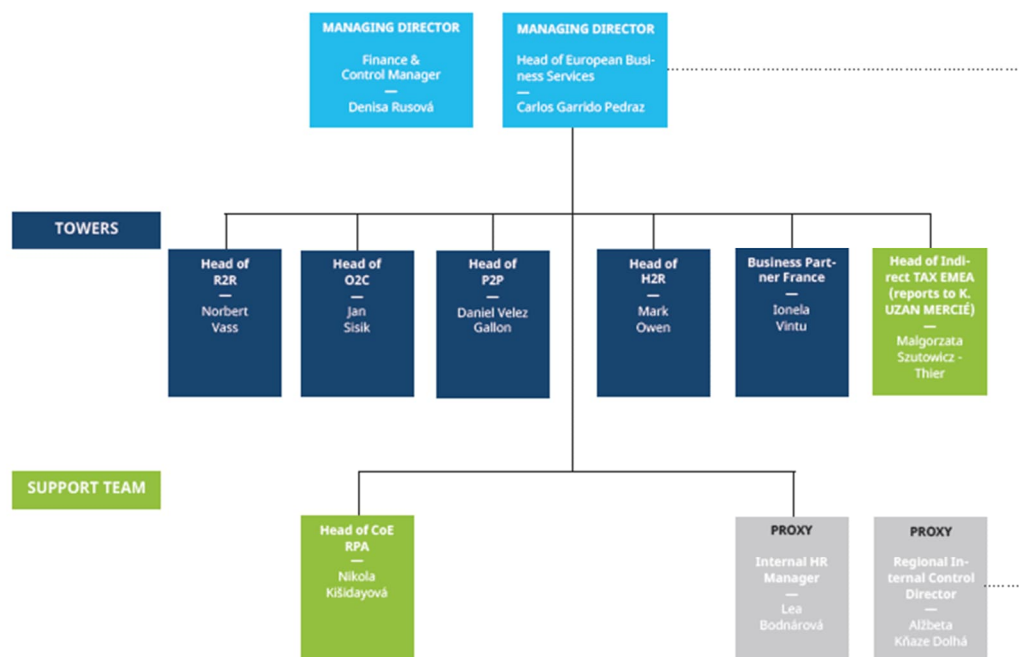 MANAGING DIRECTOR
Finance &
Control Manager
—
Denisa Rusová
MANAGING DIRECTOR
Head of European Busi-
ness Services
—
Carlos Garrido Pedraz
TOWERS
Head of
R2R
—
Norbert
Vass
Head of
O2C
—
Jan
Sisik
Head of
P2P
—
Daniel Velez
Gallon
Head of
H2R
—
Mark
Owen
Business Part-
ner France
—
Ionela
Vintu
Head of Indi-
rect TAX EMEA
(reports to K.
UZAN MERCIÉ)
—
Malgorzata
Szutowicz -
Thier
SUPPORT TEAM
Head of CoE
RPA
—
Nikola
Kišidayová
PROXY
Internal HR
Manager
—
Lea
Bodnárová
PROXY
Regional In-
ternal Control
Director
—
Alžbeta
Kňaze Dolhá